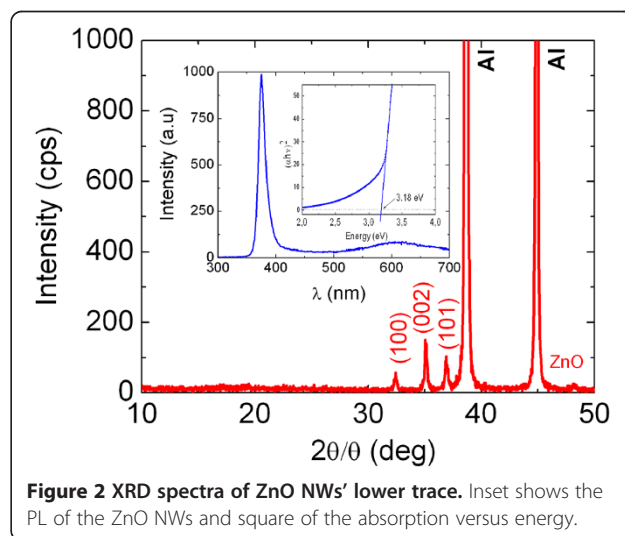 1000
800
600
400
200
0
Intensity (cps)
10
20
30
40
50
2θ/θ (deg)
Al
Al
(100)
(002)
(101)
ZnO
1000
750
500
250
0
Intensity (a.u)
300
400
500
600
700
λ (nm)
50
40
30
20
10
0
(αhν)²
2,0
2,5
3,0
3,5
4,0
Energy (eV)
3.18 eV
Figure 2 XRD spectra of ZnO NWs' lower trace. Inset shows the
PL of the ZnO NWs and square of the absorption versus energy.